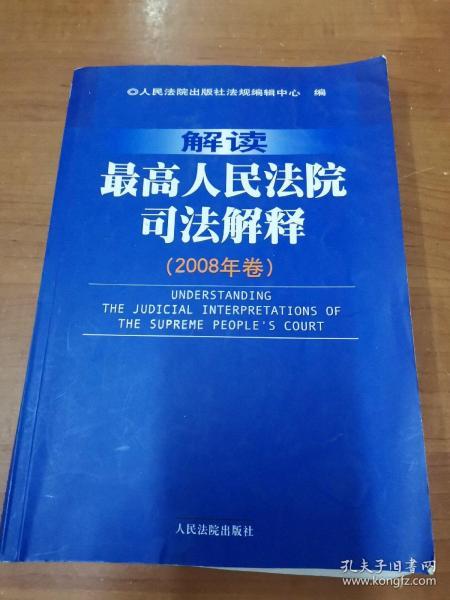 ◎人民法院出版社法规编辑中心 编
解读
最高人民法院
司法解释
(2008年卷)
UNDERSTANDING
THE JUDICIAL INTERPRETATIONS OF
THE SUPREME PEOPLE'S COURT
人民法院出版社
孔夫子旧书网
www.kongfz.com